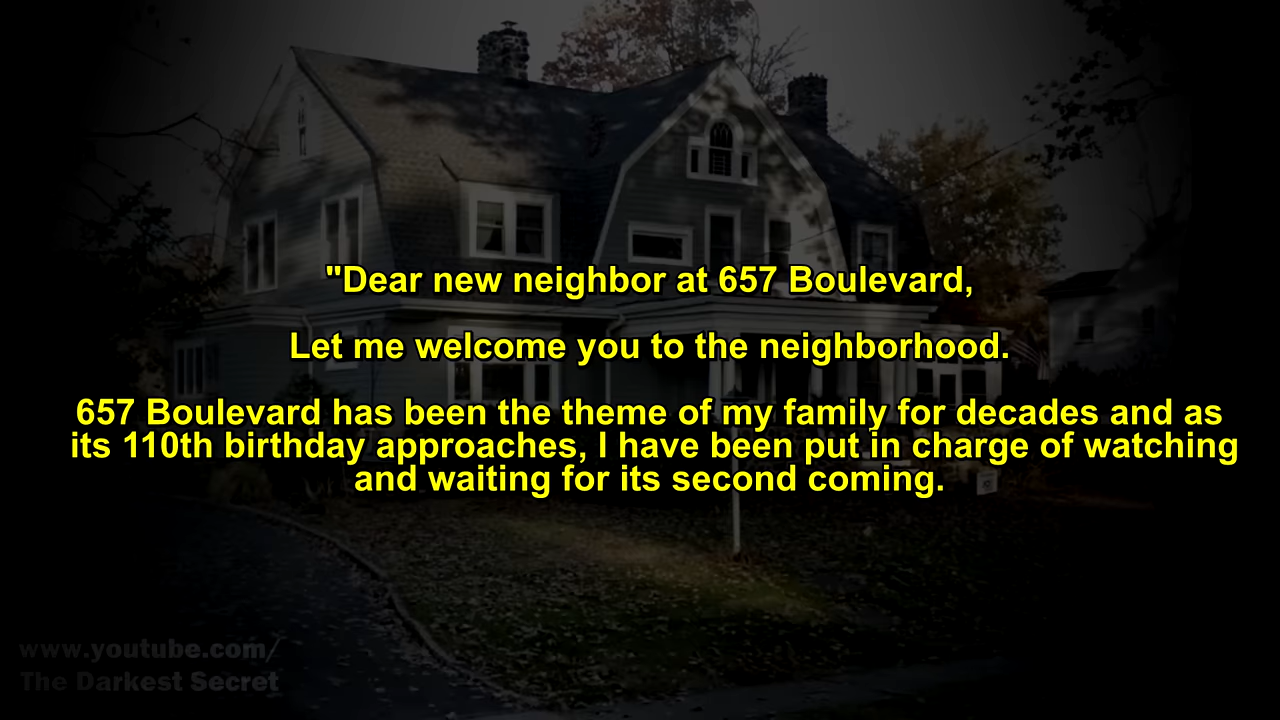 "Dear new neighbor at 657 Boulevard,
Let me welcome you to the neighborhood.
657 Boulevard has been the theme of my family for decades and as
its 110th birthday approaches, I have been put in charge of watching
and waiting for its second coming.
www.youtube.com/
The Darkest Secret